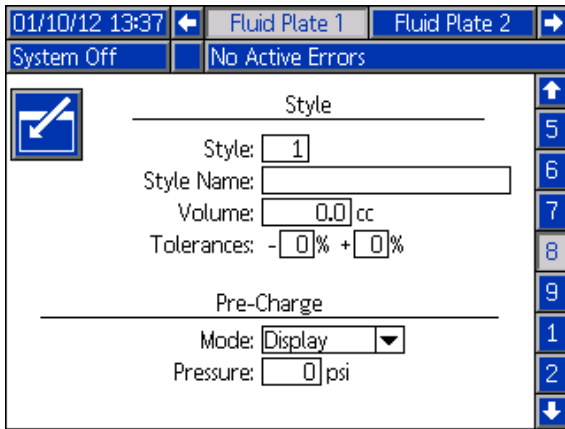 01/10/12 13:37 Fluid Plate 1 Fluid Plate 2
System Off No Active Errors
Style
5
Style: 1
6
Style Name:
7
Volume: 0.0 cc
Tolerances: - 0 % + 0 %
8
9
Pre-Charge
1
Mode: Display
2
Pressure: 0 psi